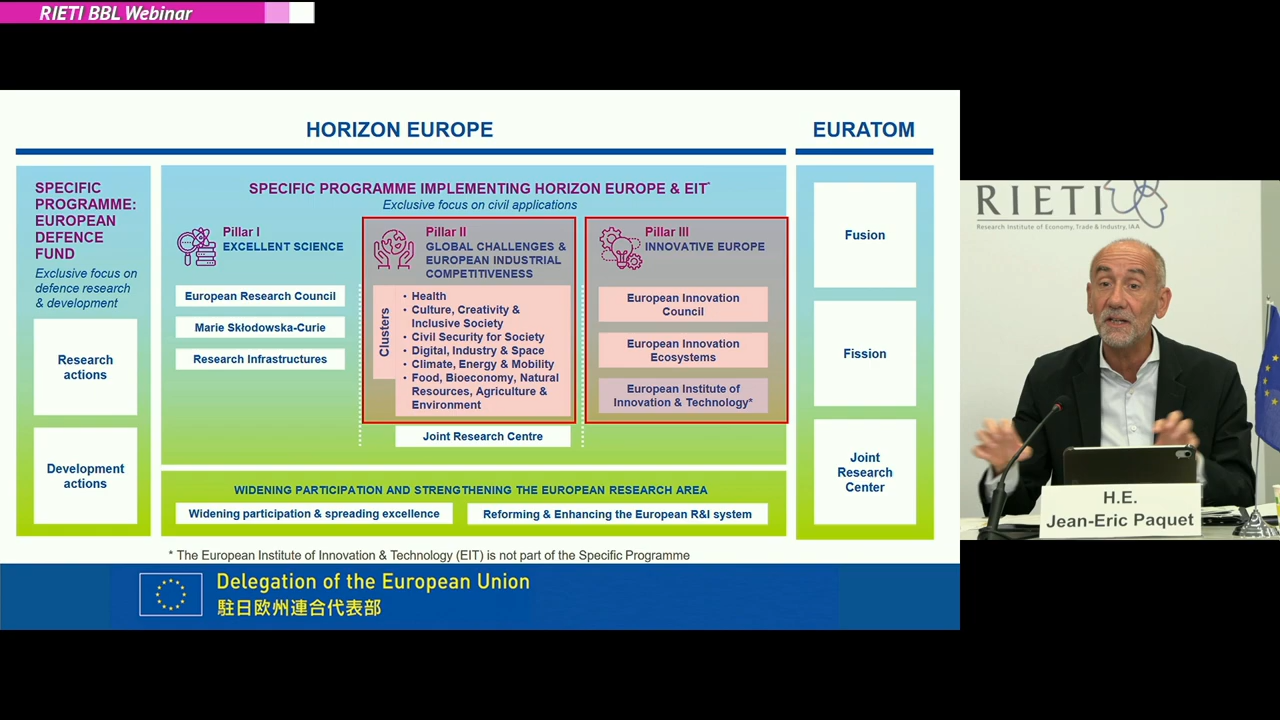 RIETI BBL Webinar
HORIZON EUROPE
EURATOM
SPECIFIC
PROGRAMME:
EUROPEAN
DEFENCE
FUND
Exclusive focus on
defence research
& development
Research
actions
Development
actions
SPECIFIC PROGRAMME IMPLEMENTING HORIZON EUROPE & EIT*
Exclusive focus on civil applications
Pillar I
EXCELLENT SCIENCE
European Research Council
Marie Skłodowska-Curie
Research Infrastructures
Pillar II
GLOBAL CHALLENGES &
EUROPEAN INDUSTRIAL
COMPETITIVENESS
Clusters
• Health
• Culture, Creativity &
Inclusive Society
• Civil Security for Society
• Digital, Industry & Space
• Climate, Energy & Mobility
• Food, Bioeconomy, Natural
Resources, Agriculture &
Environment
Joint Research Centre
Pillar III
INNOVATIVE EUROPE
European Innovation
Council
European Innovation
Ecosystems
European Institute of
Innovation & Technology*
WIDENING PARTICIPATION AND STRENGTHENING THE EUROPEAN RESEARCH AREA
Widening participation & spreading excellence
Reforming & Enhancing the European R&I system
Fusion
Fission
Joint
Research
Center
* The European Institute of Innovation & Technology (EIT) is not part of the Specific Programme
Delegation of the European Union
駐日欧州連合代表部
RIETI
Research Institute of Economy, Trade & Industry, IAA
H.E.
Jean-Eric Paquet